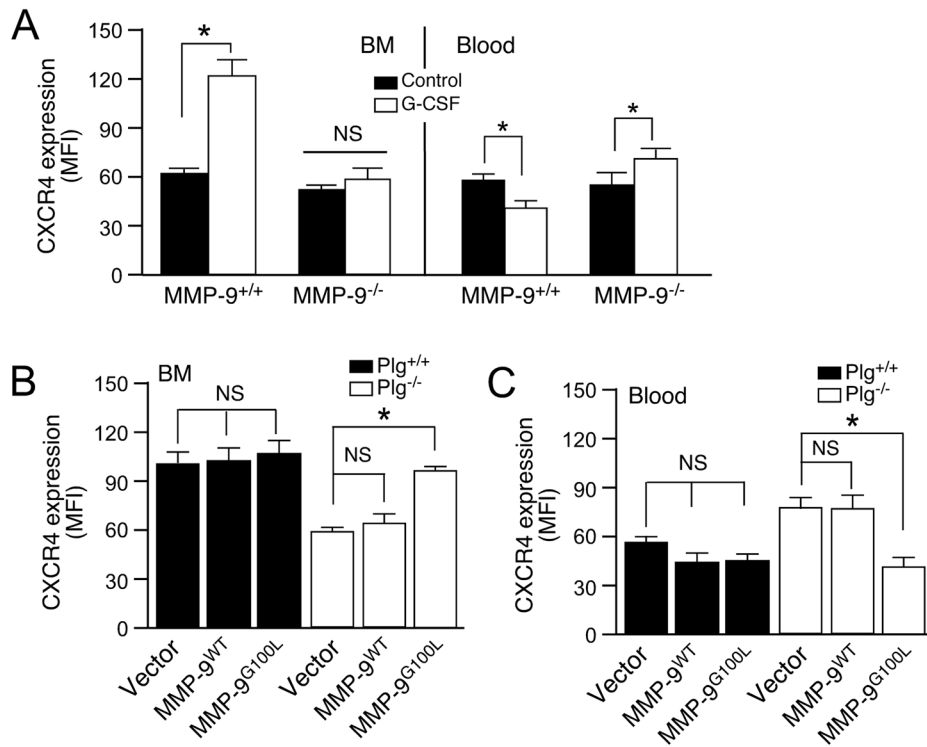 A
BM
Blood
Control
G-CSF
CXCR4 expression
(MFI)
150
120
90
60
30
0
*
NS
*
*
MMP-9+/+
MMP-9-/-
MMP-9+/+
MMP-9-/-
B
BM
Plg+/+
Plg-/-
CXCR4 expression
(MFI)
150
120
90
60
30
0
NS
NS
*
Vector
MMP-9WT
MMP-9G100L
Vector
MMP-9WT
MMP-9G100L
C
Blood
Plg+/+
Plg-/-
CXCR4 expression
(MFI)
150
120
90
60
30
0
NS
NS
*
Vector
MMP-9WT
MMP-9G100L
Vector
MMP-9WT
MMP-9G100L